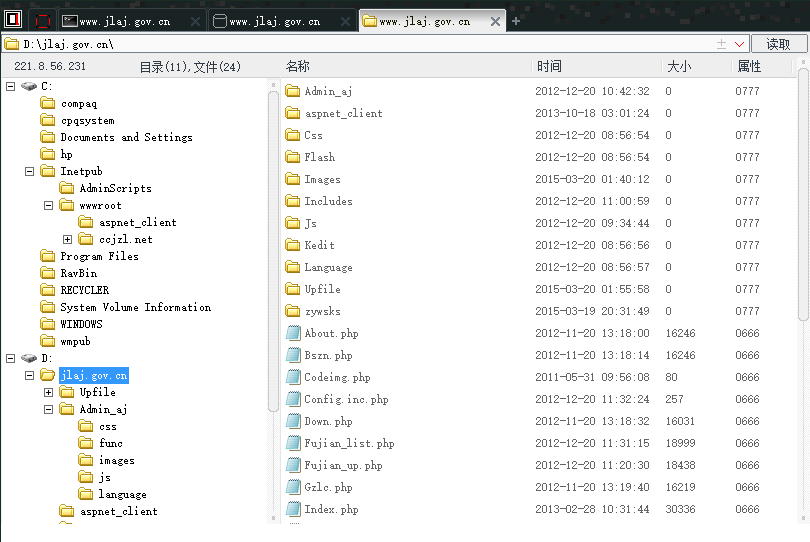 www.jlaj.gov.cn www.jlaj.gov.cn www.jlaj.gov.cn
D:\jlaj.gov.cn\ 读取
221.8.56.231 目录(11),文件(24) 名称 时间 大小 属性
C:
compaq
cpqsystem
Documents and Settings
hp
Inetpub
AdminScripts
wwwroot
aspnet_client
ccjzl.net
Program Files
RavBin
RECYCLER
System Volume Information
WINDOWS
wmpub
D:
jlaj.gov.cn
Upfile
Admin_aj
css
func
images
js
language
aspnet_client
Admin_aj 2012-12-20 10:42:32 0 0777
aspnet_client 2013-10-18 03:01:24 0 0777
Css 2012-12-20 08:56:54 0 0777
Flash 2012-12-20 08:56:54 0 0777
Images 2015-03-20 01:40:12 0 0777
Includes 2012-12-20 11:00:59 0 0777
Js 2012-12-20 09:34:44 0 0777
Kedit 2012-12-20 08:56:56 0 0777
Language 2012-12-20 08:56:57 0 0777
Upfile 2015-03-20 01:55:58 0 0777
zywsks 2015-03-19 20:31:49 0 0777
About.php 2012-11-20 13:18:00 16246 0666
Bszn.php 2012-11-20 13:18:14 16246 0666
Codeimg.php 2011-05-31 09:56:08 80 0666
Config.inc.php 2012-12-20 11:32:24 257 0666
Down.php 2012-11-20 13:18:32 16031 0666
Fujian_list.php 2012-12-20 11:31:15 18999 0666
Fujian_up.php 2012-12-20 11:20:30 18438 0666
Gzlc.php 2012-11-20 13:19:40 16219 0666
Index.php 2013-02-28 10:31:44 30336 0666